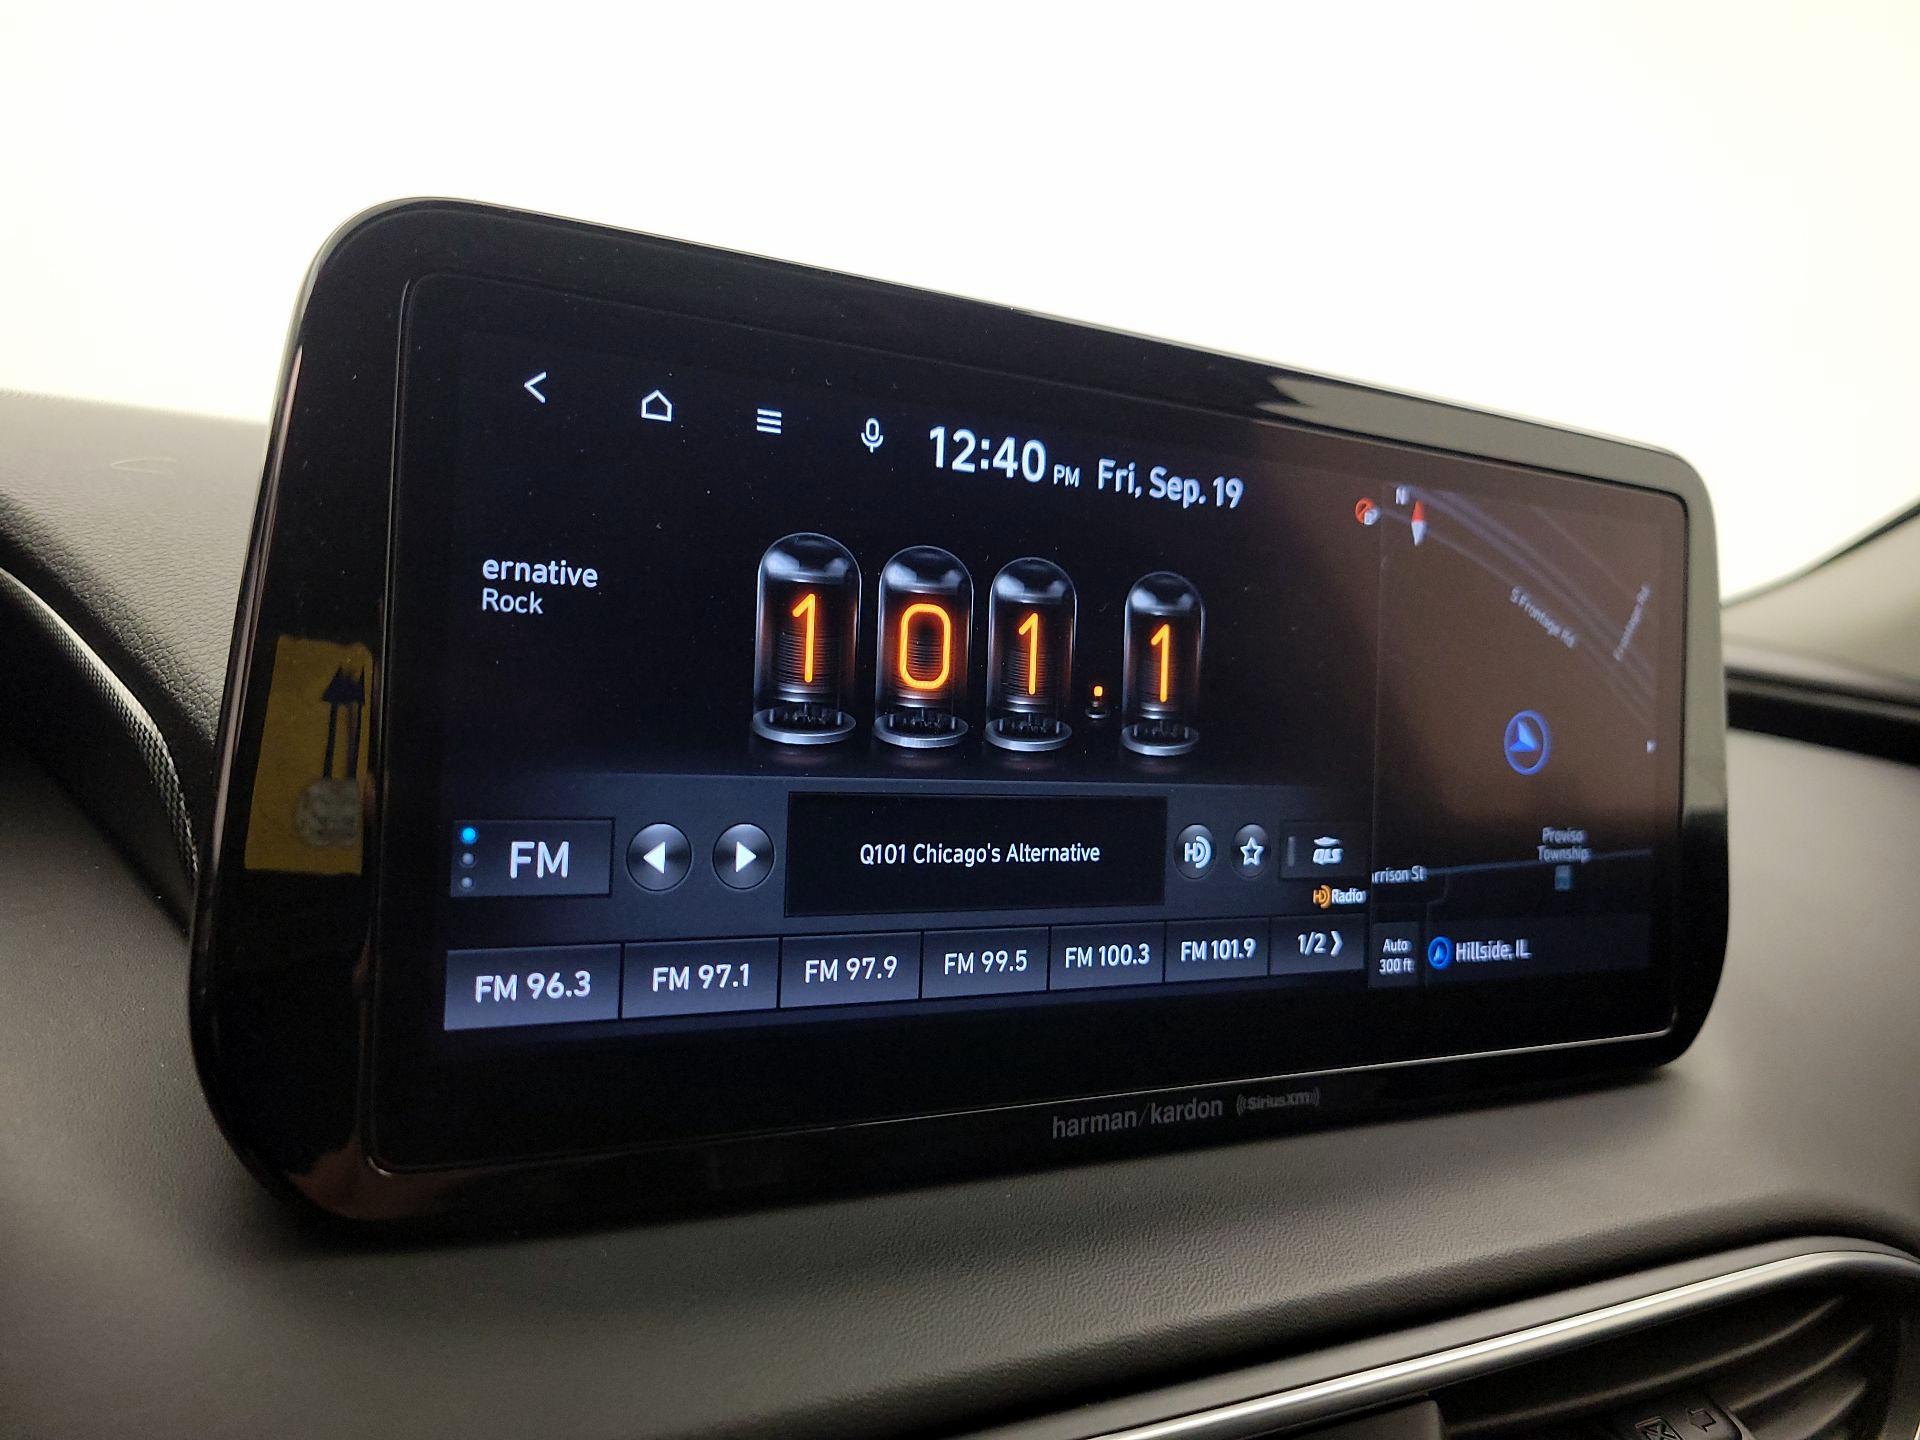 12:40 PM Fri, Sep. 19
N
ernative
Rock
101.1
S Frontage Rd
FM
Q101 Chicago's Alternative
HD
QLS
HD Radio
Proviso
Township
rrison St
FM 96.3
FM 97.1
FM 97.9
FM 99.5
FM 100.3
FM 101.9
1/2
Auto
300 ft
Hillside, IL
harman/kardon
((SiriusXM))